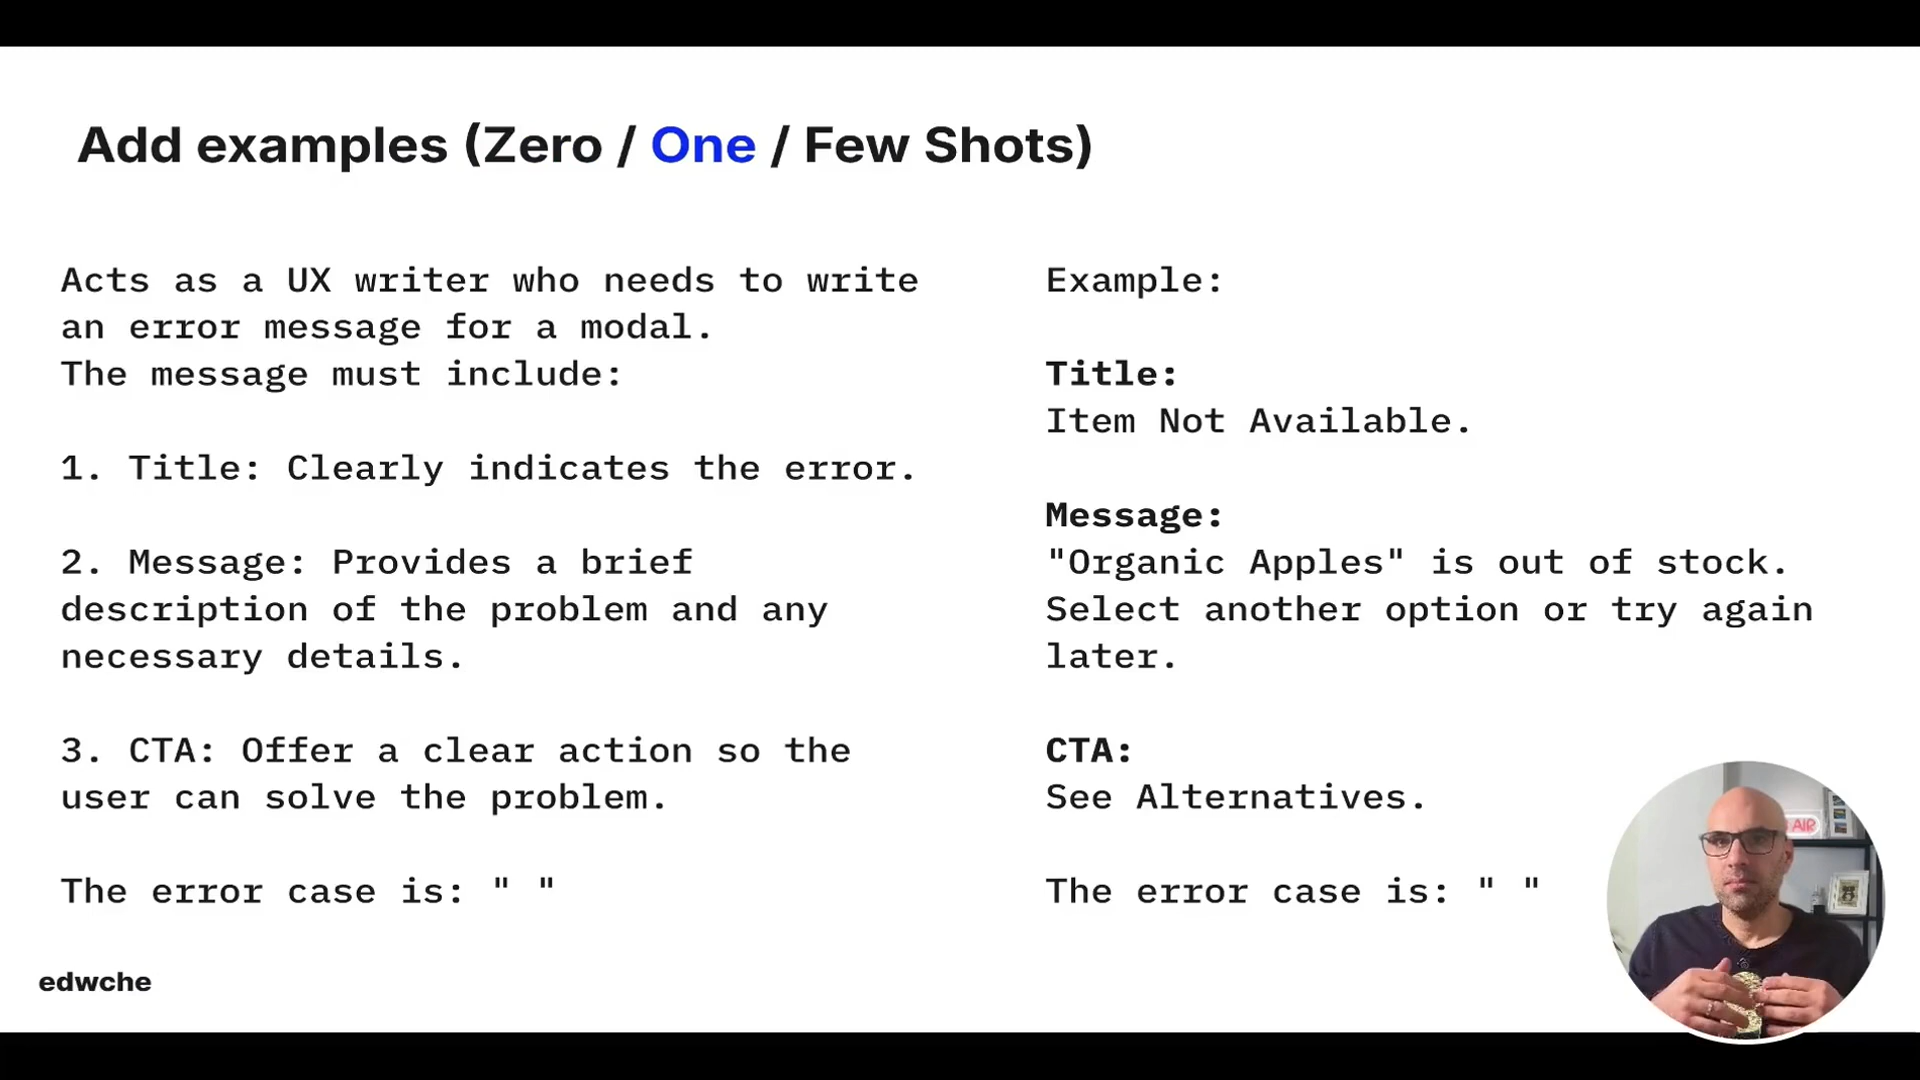 Add examples (Zero / One / Few Shots)
Acts as a UX writer who needs to write
an error message for a modal.
The message must include:
1. Title: Clearly indicates the error.
2. Message: Provides a brief
description of the problem and any
necessary details.
3. CTA: Offer a clear action so the
user can solve the problem.
The error case is: " "
Example:
Title:
Item Not Available.
Message:
"Organic Apples" is out of stock.
Select another option or try again
later.
CTA:
See Alternatives.
The error case is: " "
edwche
AIR